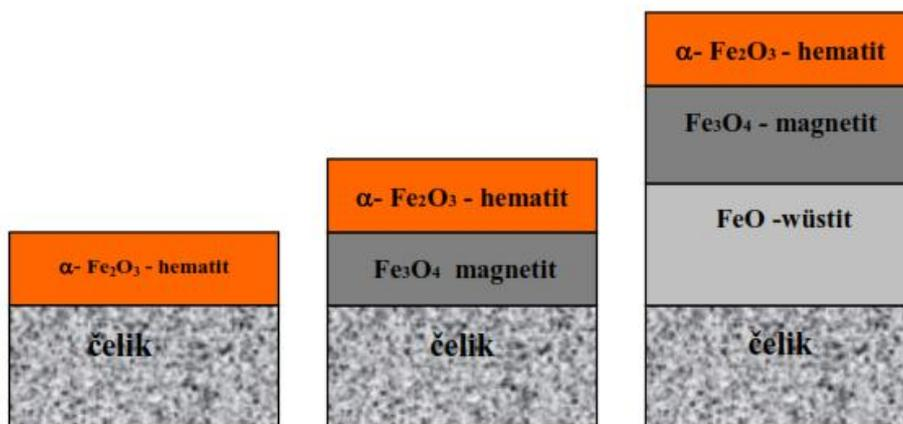 α- Fe₂O₃ - hematit
čelik
α- Fe₂O₃ - hematit
Fe₃O₄ magnetit
čelik
α- Fe₂O₃ - hematit
Fe₃O₄ - magnetit
FeO -wüstit
čelik